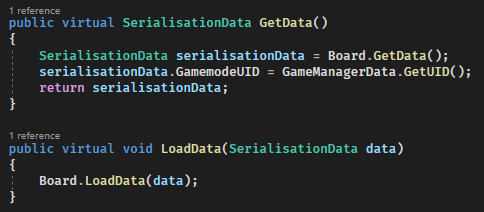 1 reference
public virtual SerialisationData GetData()
{
SerialisationData serialisationData = Board.GetData();
serialisationData.GamemodeUID = GameManagerData.GetUID();
return serialisationData;
}
1 reference
public virtual void LoadData(SerialisationData data)
{
Board.LoadData(data);
}